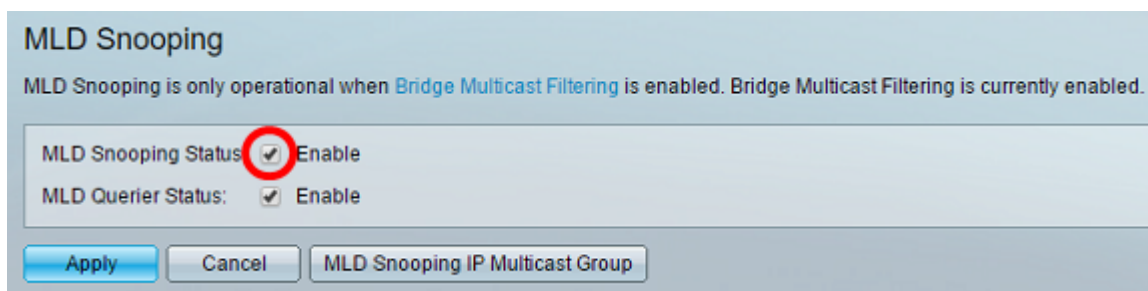 MLD Snooping
MLD Snooping is only operational when Bridge Multicast Filtering is enabled. Bridge Multicast Filtering is currently enabled.
MLD Snooping Status Enable
MLD Querier Status: Enable
Apply Cancel MLD Snooping IP Multicast Group